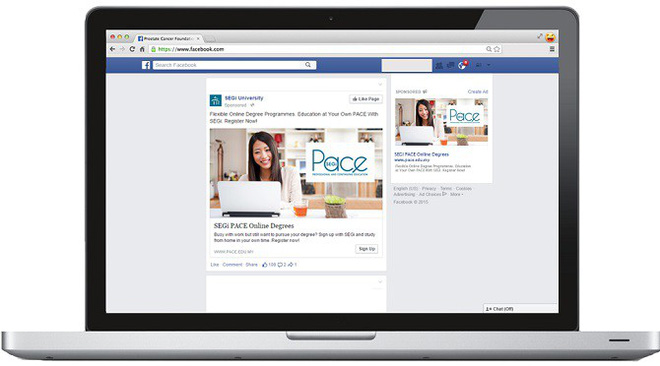 Prostate Cancer Foundation
https://www.facebook.com
Search Facebook
SEGi University
Sponsored
Like Page
Flexible Online Degree Programmes. Education at Your Own PACE With
SEGi. Register Now!
SEGi
Pace
PROFESSIONAL AND CONTINUING EDUCATION
SEGi PACE Online Degrees
Busy with work but still want to pursue your degree? Sign up with SEGi and study
from home in your own time. Register now!
WWW.PACE.EDU.MY
Sign Up
Like Comment Share 109 2 1
SPONSORED
Create Ad
Pace
SEGi PACE Online Degrees
www.pace.edu.my
Flexible Online Degree Programmes. Education
at Your Own PACE With SEGi. Register Now!
English (US) · Privacy · Terms · Cookies ·
Advertising · Ad Choices · More
Facebook © 2015
Chat (Off)